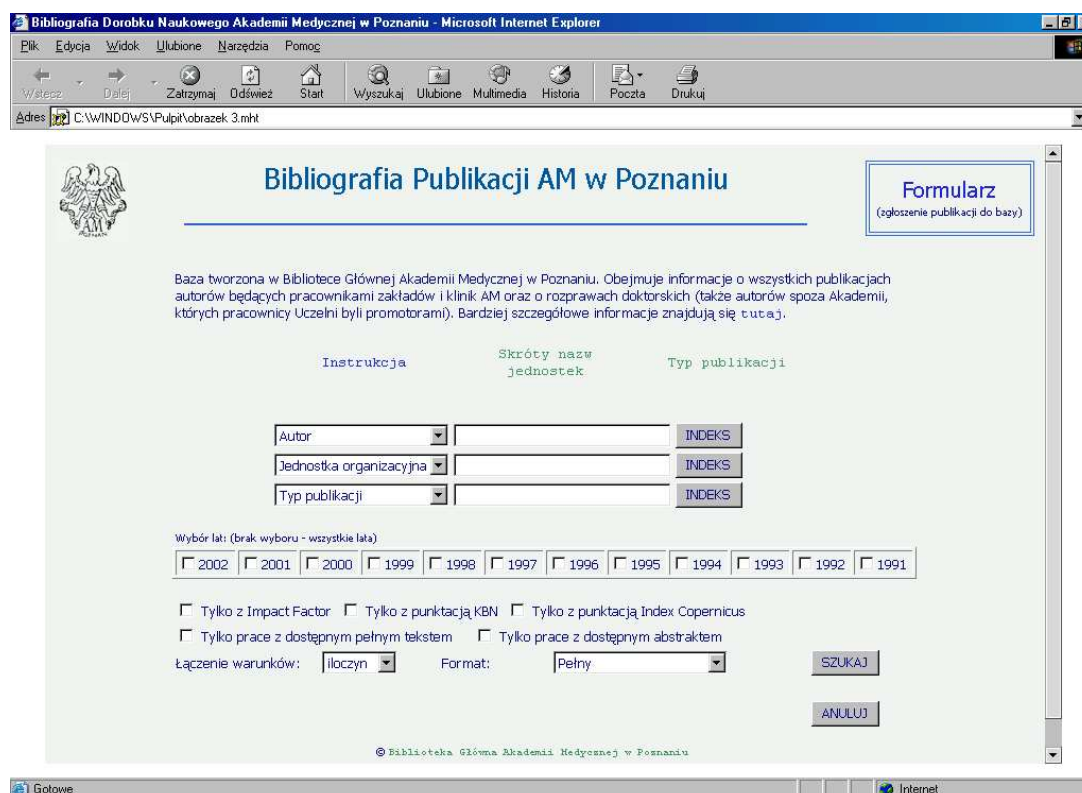 Bibliografia Dorobku Naukowego Akademii Medycznej w Poznaniu - Microsoft Internet Explorer
Plik Edycja Widok Ulubione Narzędzia Pomoc
Wstecz Dalej Zatrzymaj Odśwież Start Wyszukaj Ulubione Multimedia Historia Poczta Drukuj
Adres C:\WINDOWS\Pulpit\obrazek 3.mht
Bibliografia Publikacji AM w Poznaniu
Formularz
(zgłoszenie publikacji do bazy)
AM
POZNAŃ
Baza tworzona w Bibliotece Głównej Akademii Medycznej w Poznaniu. Obejmuje informacje o wszystkich publikacjach
autorów będących pracownikami zakładów i klinik AM oraz o rozprawach doktorskich (także autorów spoza Akademii,
których pracownicy Uczelni byli promotorami). Bardziej szczegółowe informacje znajdują się tutaj.
Instrukcja
Skróty nazw
jednostek
Typ publikacji
Autor INDEKS
Jednostka organizacyjna INDEKS
Typ publikacji INDEKS
Wybór lat: (brak wyboru - wszystkie lata)
2002 2001 2000 1999 1998 1997 1996 1995 1994 1993 1992 1991
Tylko z Impact Factor Tylko z punktacją KBN Tylko z punktacją Index Copernicus
Tylko prace z dostępnym pełnym tekstem Tylko prace z dostępnym abstraktem
Łączenie warunków: iloczyn Format: Pełny SZUKAJ
ANULUJ
© Biblioteka Główna Akademii Medycznej w Poznaniu
Gotowe Internet